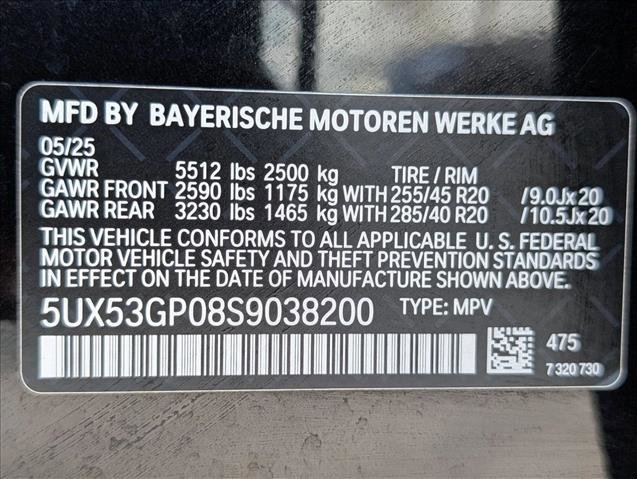 MFD BY BAYERISCHE MOTOREN WERKE AG
05/25
GVWR 5512 lbs 2500 kg TIRE / RIM
GAWR FRONT 2590 lbs 1175 kg WITH 255/45 R20 /9.0Jx20
GAWR REAR 3230 lbs 1465 kg WITH 285/40 R20 /10.5Jx20
THIS VEHICLE CONFORMS TO ALL APPLICABLE U. S. FEDERAL
MOTOR VEHICLE SAFETY AND THEFT PREVENTION STANDARDS
IN EFFECT ON THE DATE OF MANUFACTURE SHOWN ABOVE.
5UX53GP08S9038200 TYPE: MPV
475
7 320 730